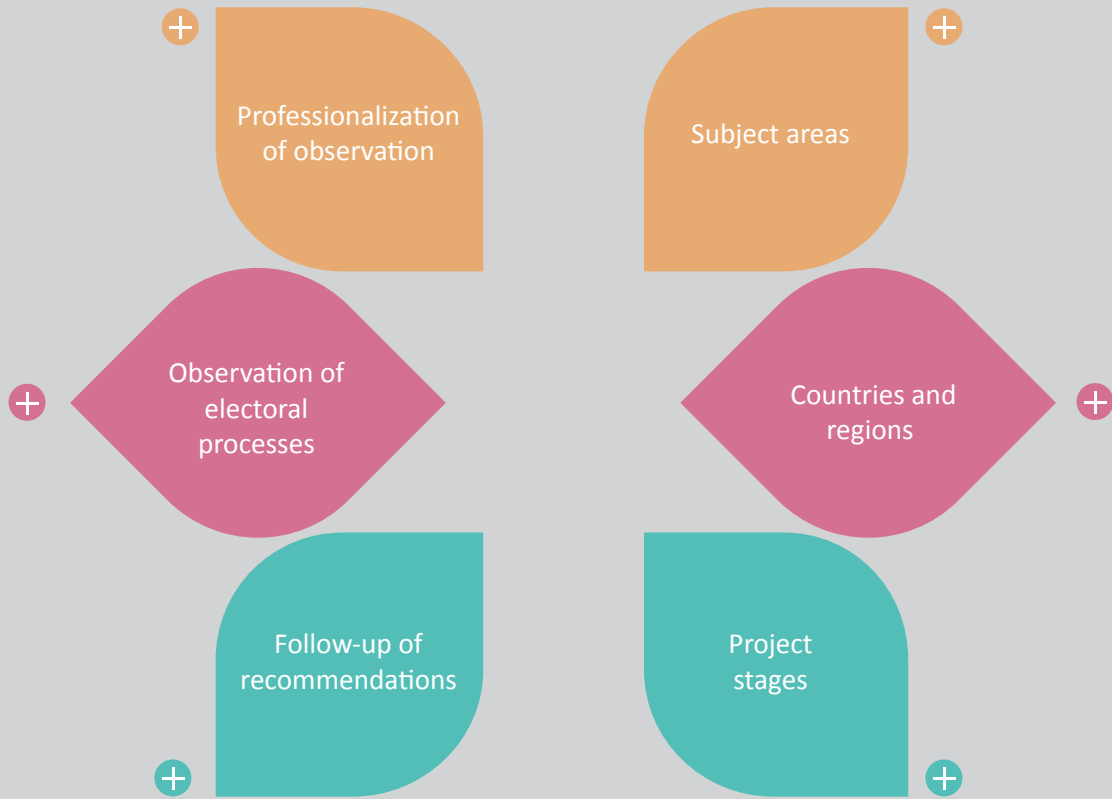 Professionalization
of observation
Subject areas
Observation of
electoral
processes
Countries and
regions
Follow-up of
recommendations
Project
stages